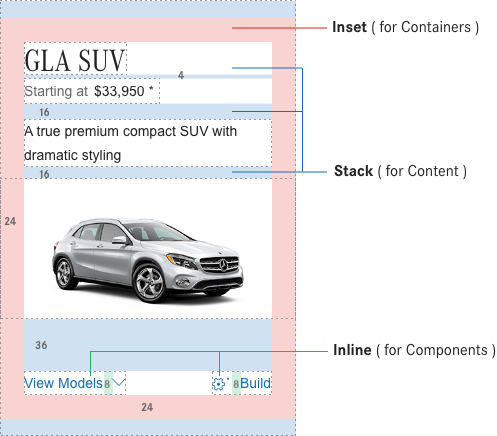 Inset ( for Containers )
GLA SUV
4
Starting at $33,950 *
16
A true premium compact SUV with
dramatic styling
16
Stack ( for Content )
24
36
Inline ( for Components )
View Models 8
8 Build
24